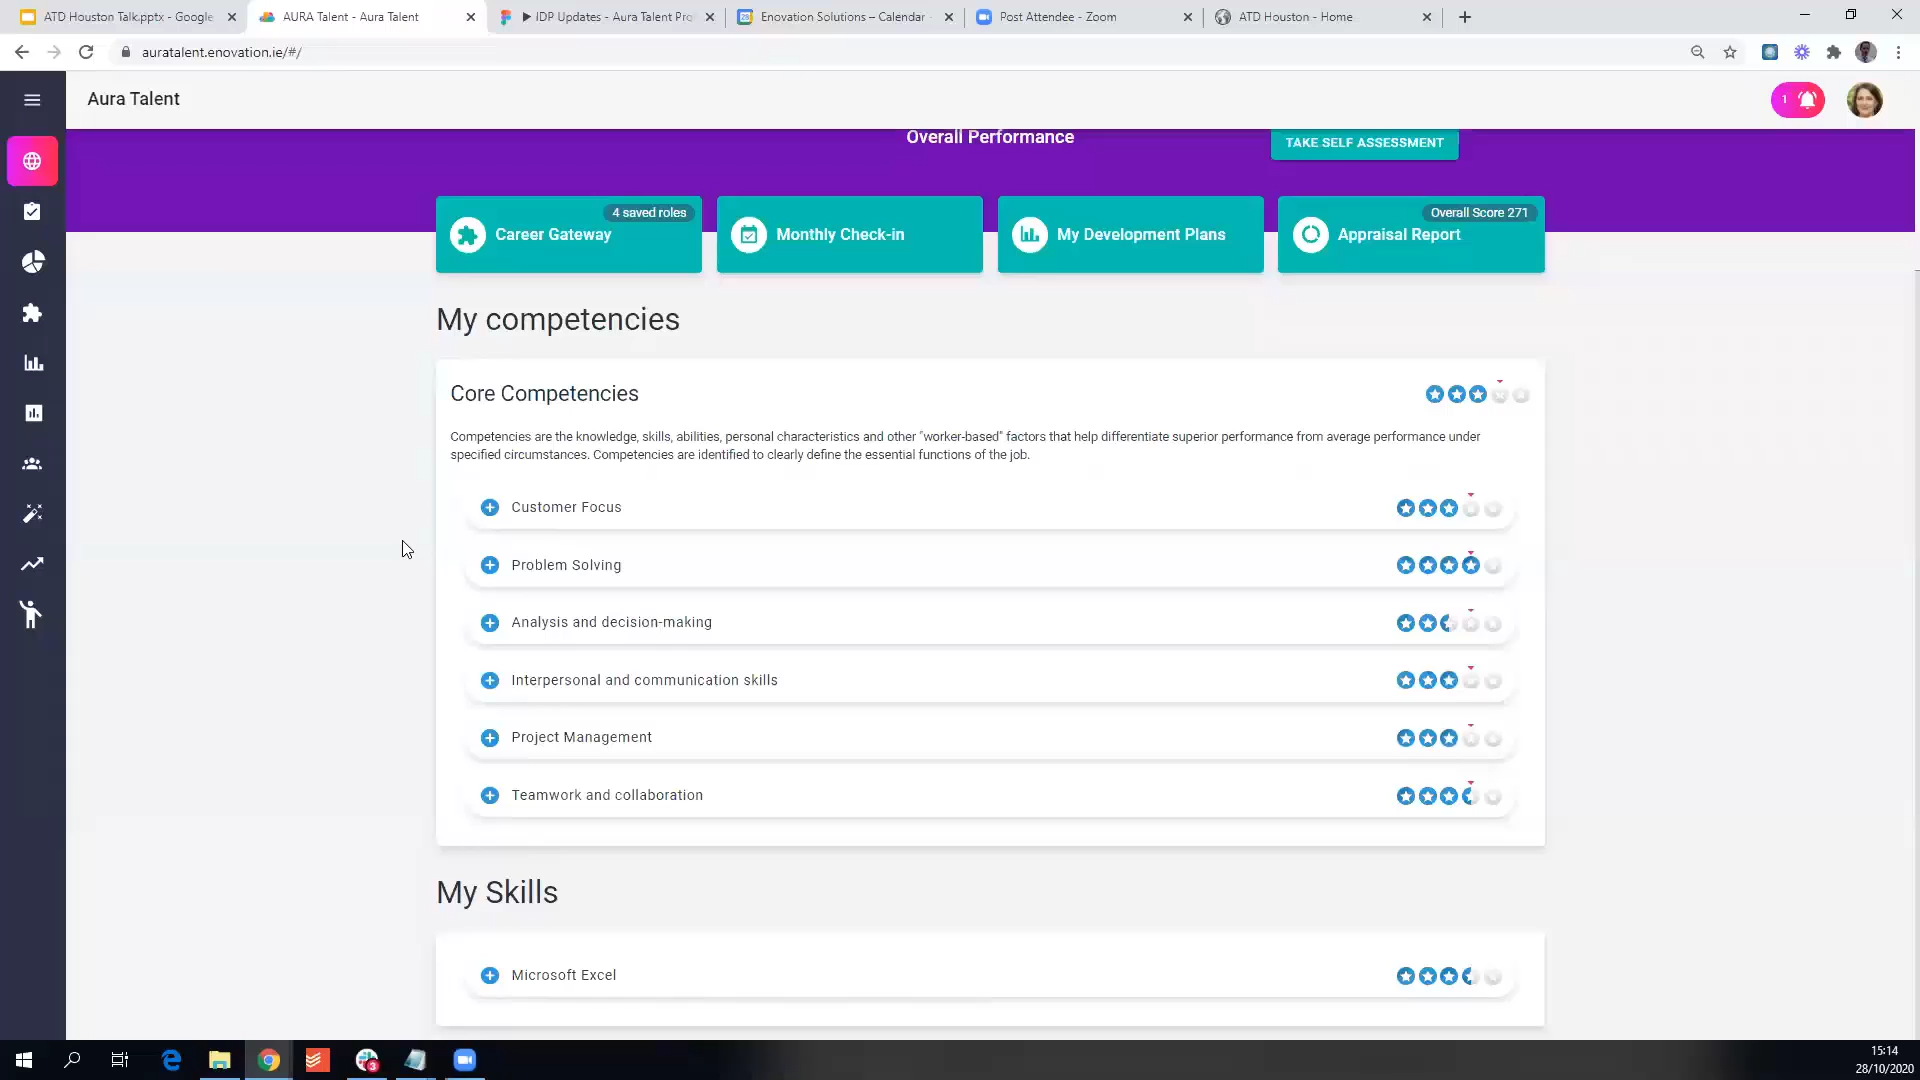 ATD Houston Talk.pptx - Google
AURA Talent - Aura Talent
IDP Updates - Aura Talent Pro
Enovation Solutions – Calendar
Post Attendee - Zoom
ATD Houston - Home
auratalent.enovation.ie/#/
Aura Talent
1
Overall Performance
TAKE SELF ASSESSMENT
4 saved roles
Career Gateway
Monthly Check-in
My Development Plans
Overall Score 271
Appraisal Report
My competencies
Core Competencies
Competencies are the knowledge, skills, abilities, personal characteristics and other "worker-based" factors that help differentiate superior performance from average performance under
specified circumstances. Competencies are identified to clearly define the essential functions of the job.
Customer Focus
Problem Solving
Analysis and decision-making
Interpersonal and communication skills
Project Management
Teamwork and collaboration
My Skills
Microsoft Excel
3
15:14
28/10/2020